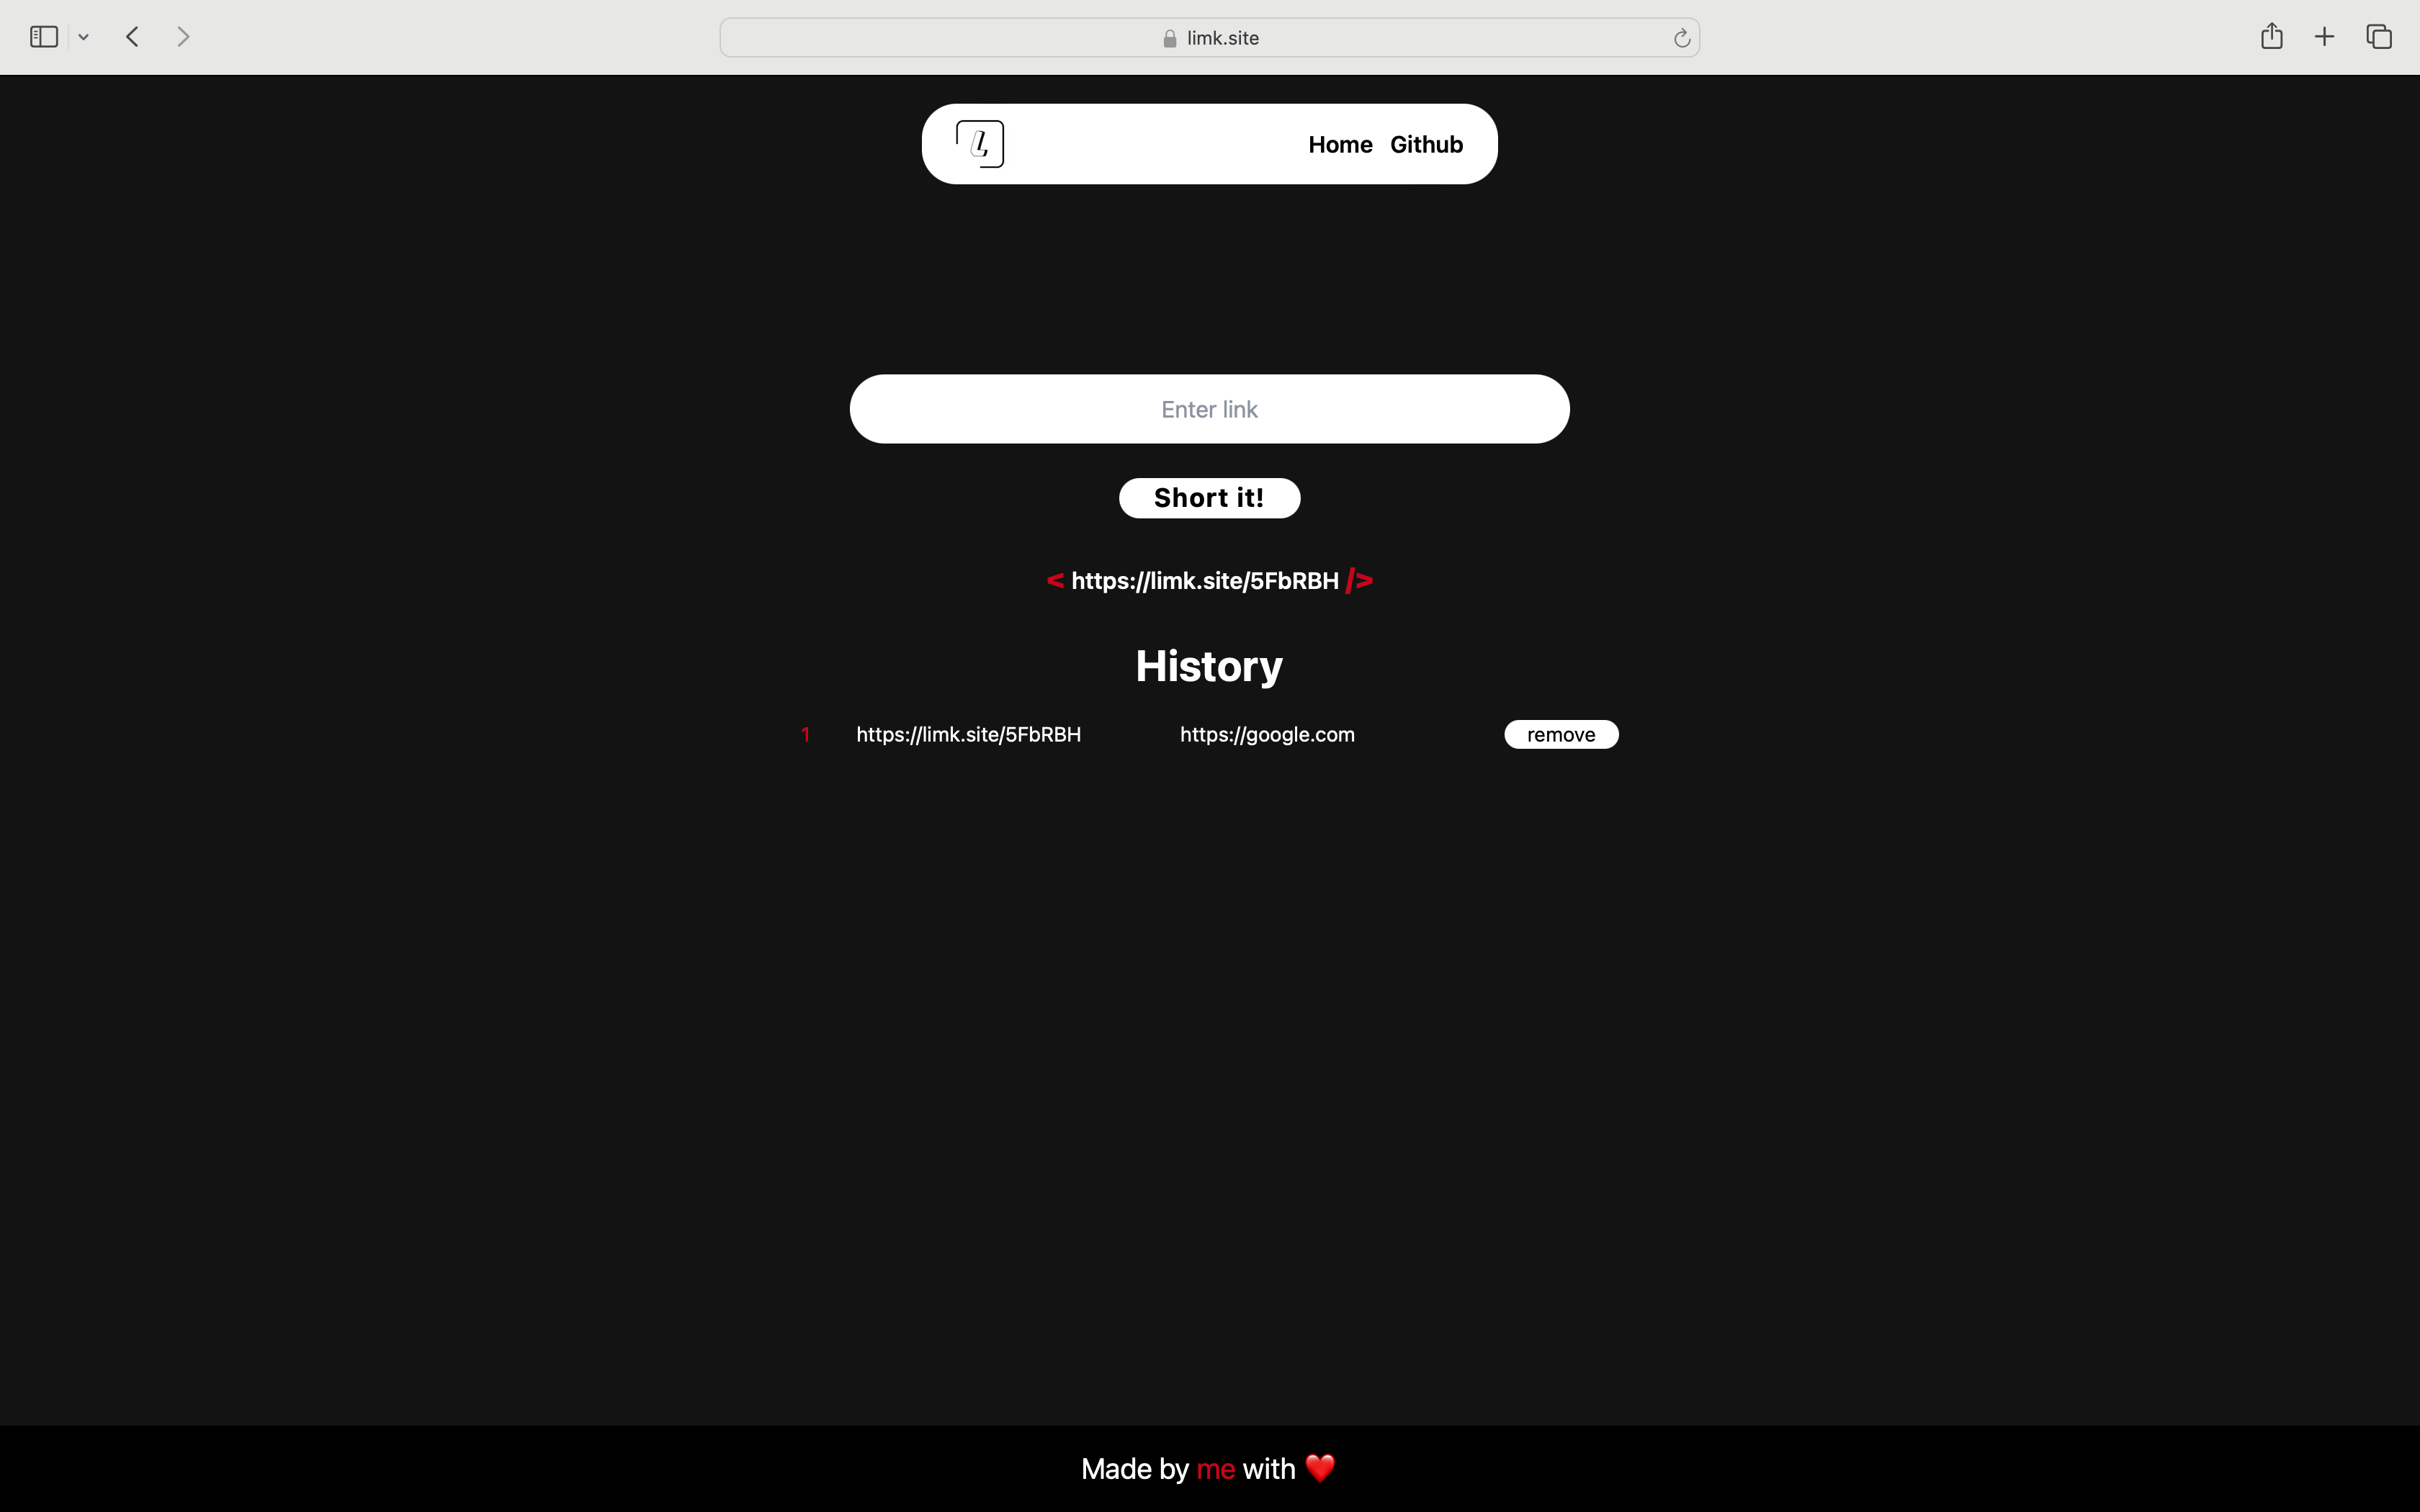 limk.site
Home Github
Enter link
Short it!
< https://limk.site/5FbRBH />
History
1 https://limk.site/5FbRBH https://google.com remove
Made by me with ❤️